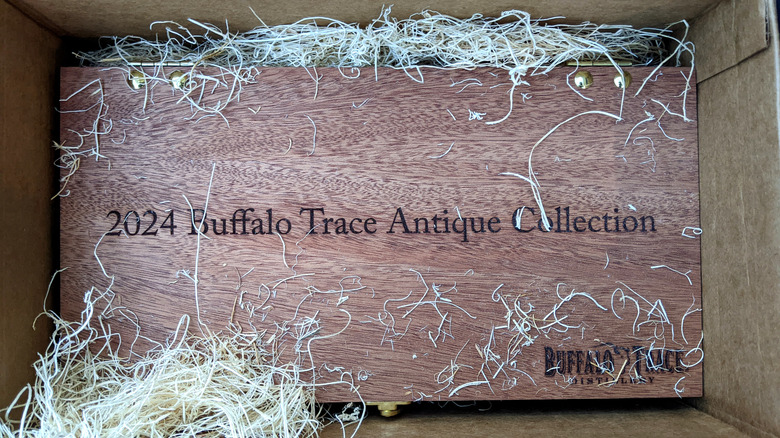 2024 Buffalo Trace Antique Collection
BUFFALO TRACE
DISTILLERY